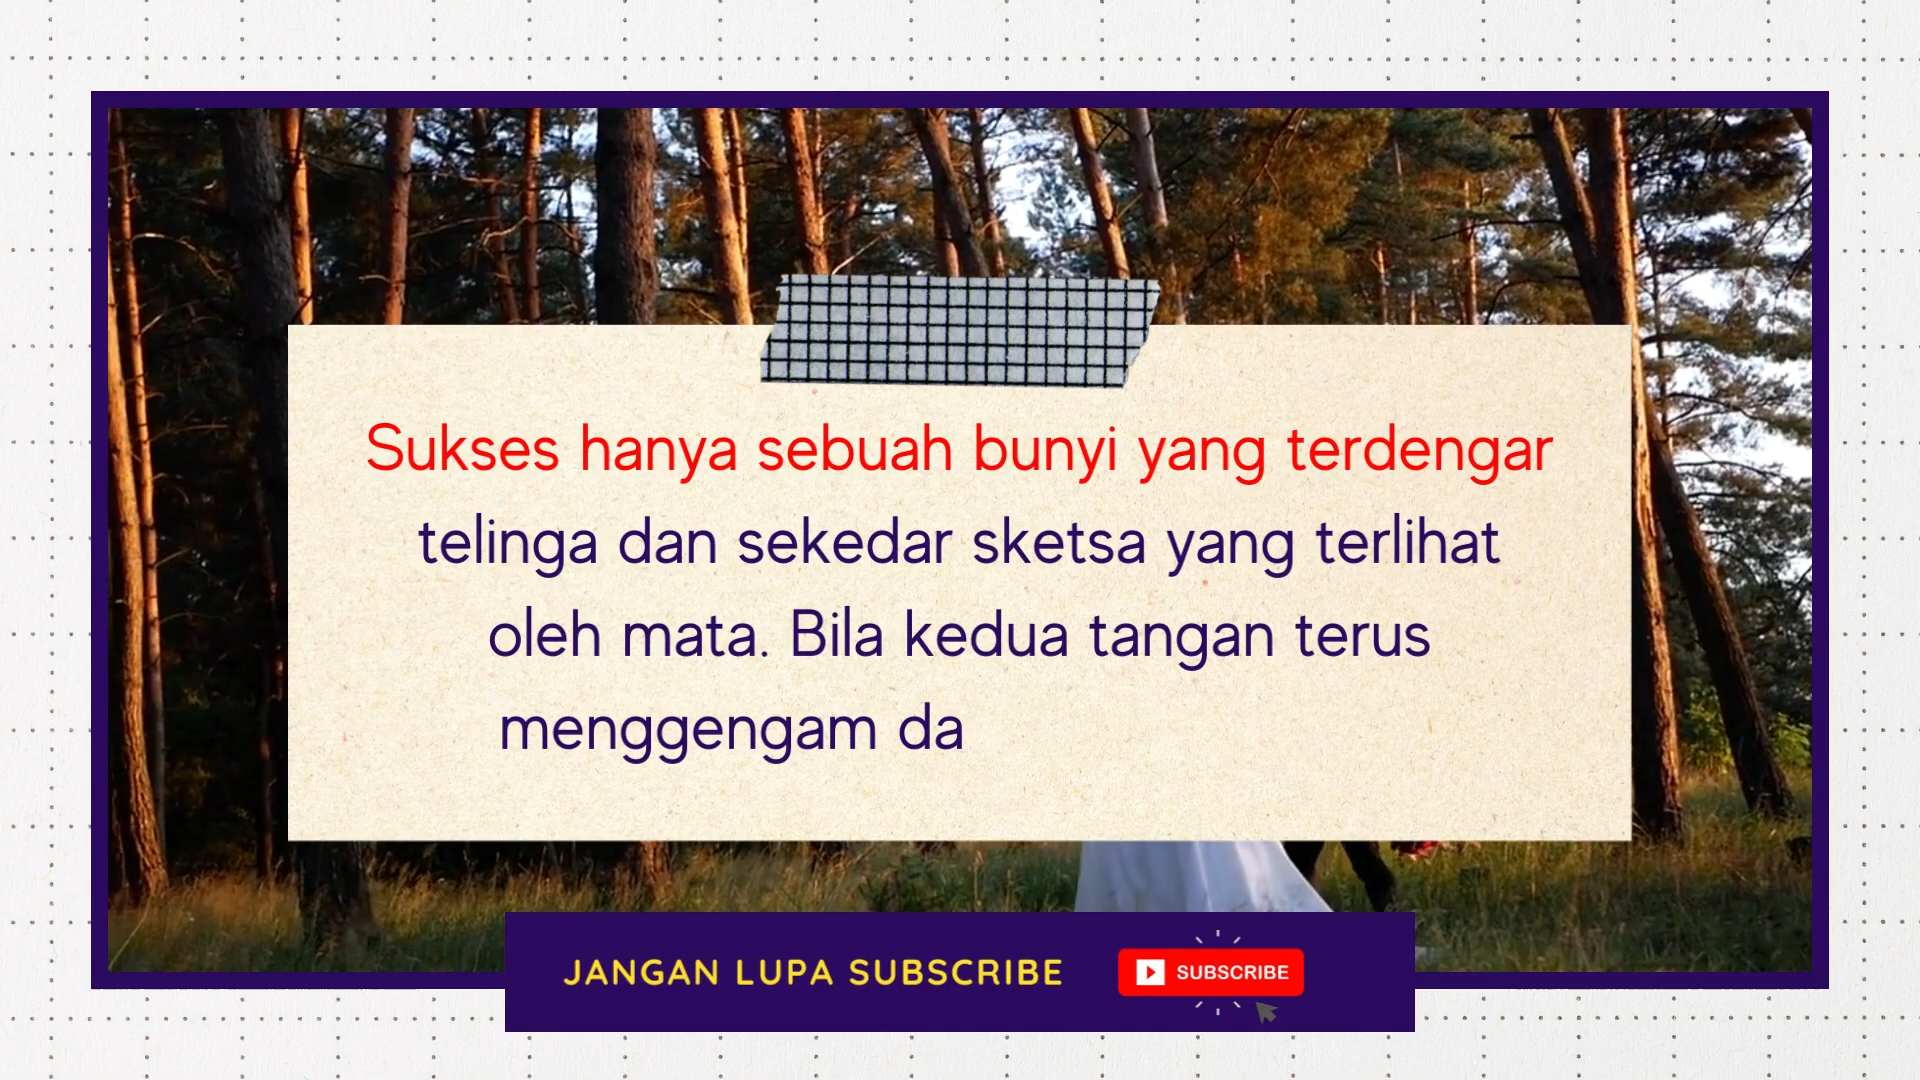 Sukses hanya sebuah bunyi yang terdengar
telinga dan sekedar sketsa yang terlihat
oleh mata. Bila kedua tangan terus
menggengam da
JANGAN LUPA SUBSCRIBE
SUBSCRIBE